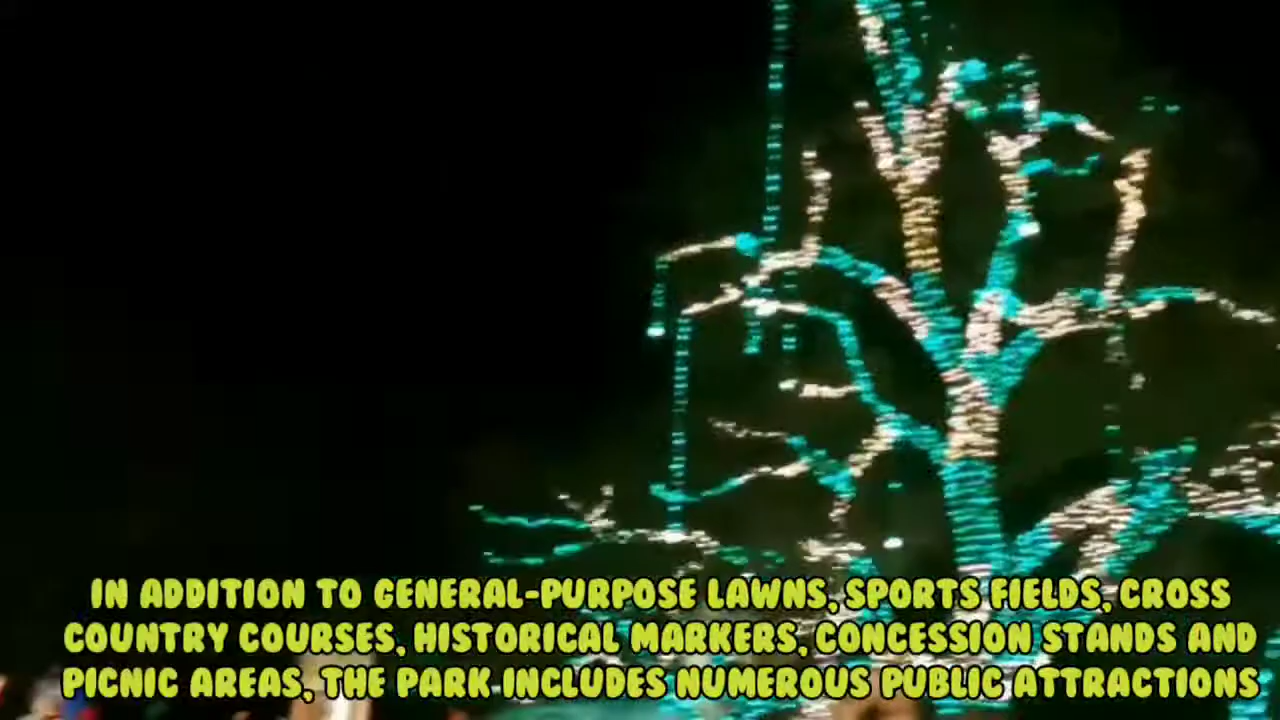 IN ADDITION TO GENERAL-PURPOSE LAWNS, SPORTS FIELDS, CROSS
COUNTRY COURSES, HISTORICAL MARKERS, CONCESSION STANDS AND
PICNIC AREAS, THE PARK INCLUDES NUMEROUS PUBLIC ATTRACTIONS